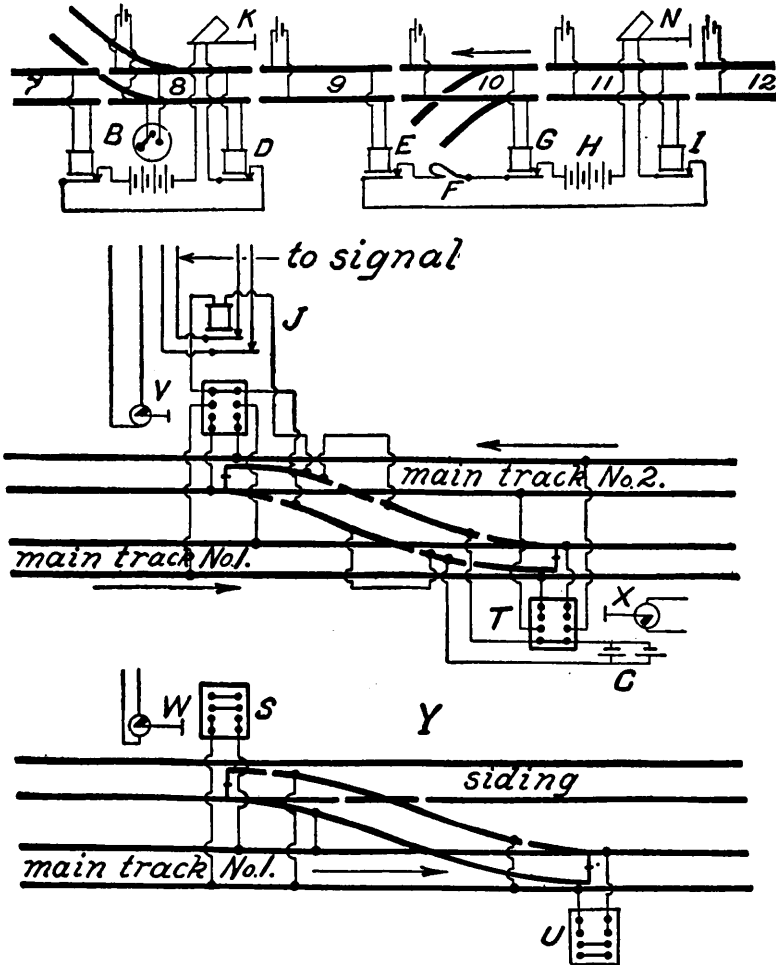 K
N
7
8
9
10
11
12
B
D
E
F
G
H
I
to signal
J
V
main track No.2.
main track No.1.
T
X
C
W
S
Y
siding
main track No.1.
U